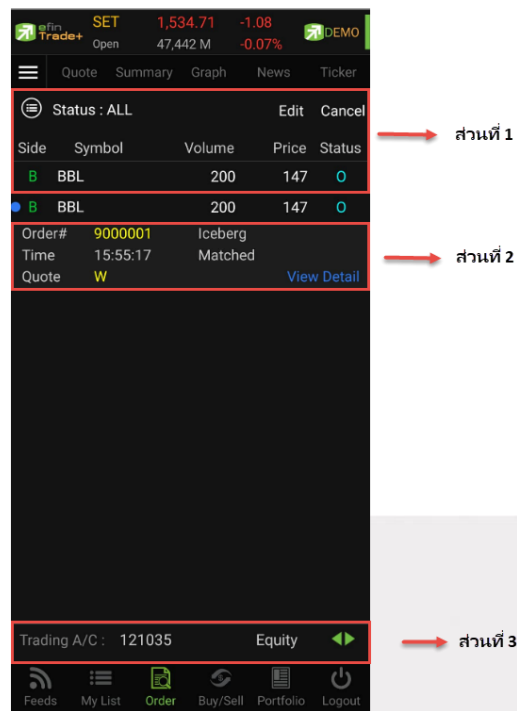 efin Trade+ SET 1,534.71 -1.08 DEMO
Open 47,442 M -0.07%
Quote Summary Graph News Ticker
Status : ALL Edit Cancel
Side Symbol Volume Price Status
B BBL 200 147 O
B BBL 200 147 O
Order# 9000001 Iceberg
Time 15:55:17 Matched
Quote W View Detail
Trading A/C : 121035 Equity
Feeds My List Order Buy/Sell Portfolio Logout
ส่วนที่ 1
ส่วนที่ 2
ส่วนที่ 3